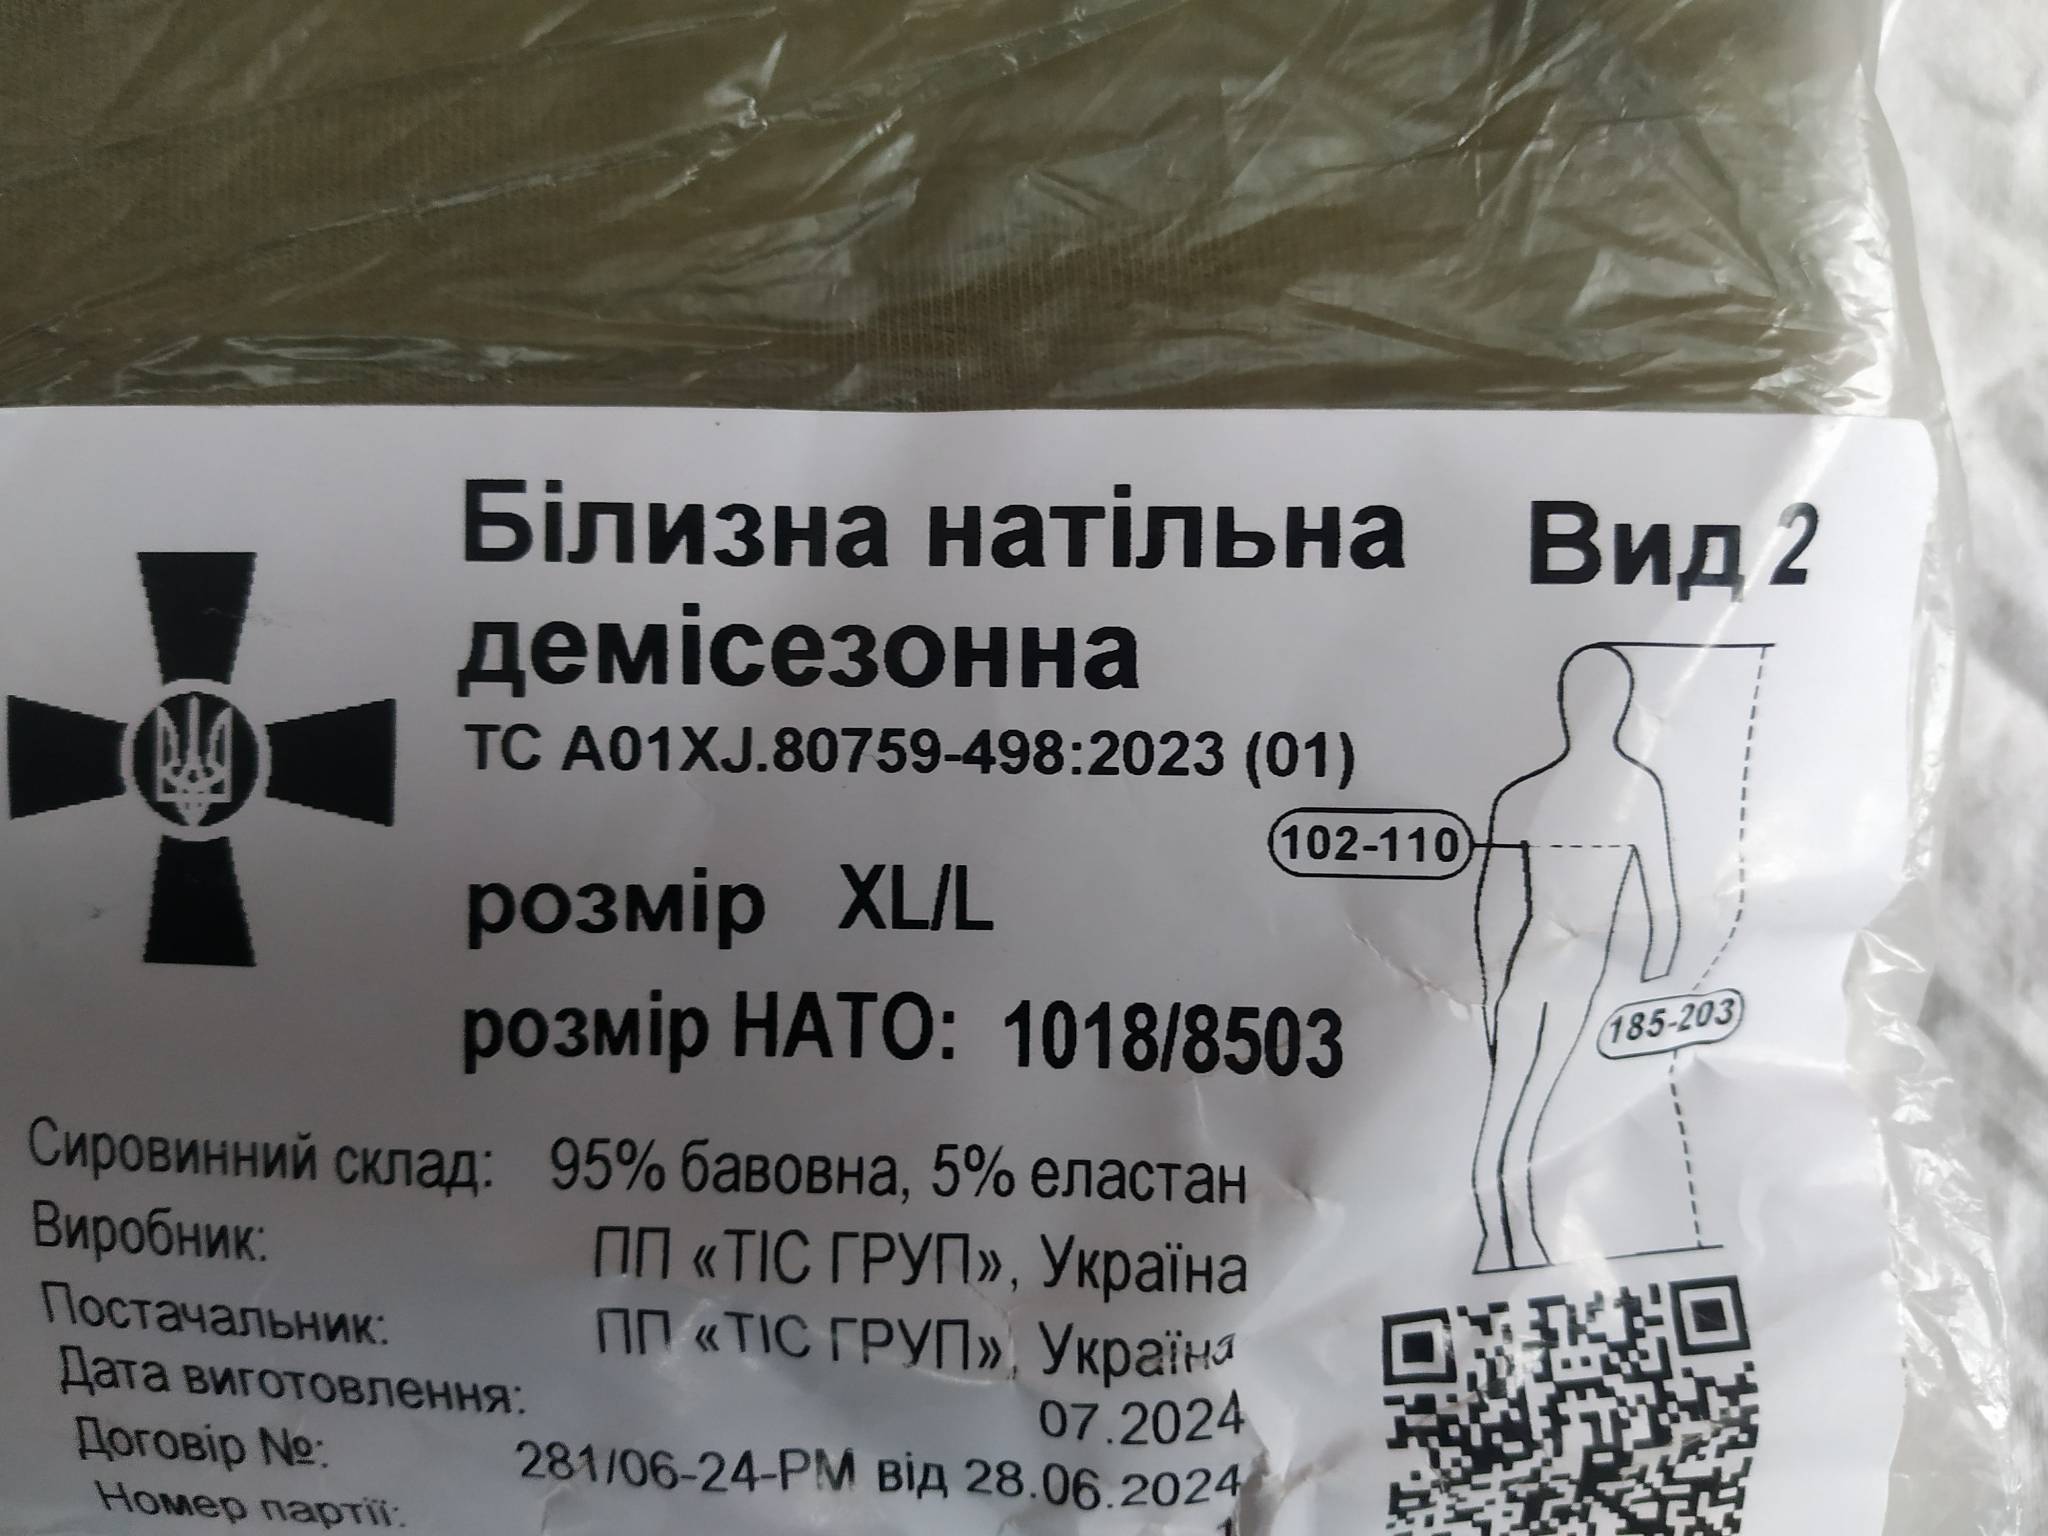 Білизна натільна Вид 2
демісезонна
ТС А01XJ.80759-498:2023 (01)
102-110
розмір XL/L
185-203
розмір НАТО: 1018/8503
Сировинний склад: 95% бавовна, 5% еластан
Виробник: ПП «ТІС ГРУП», Україна
Постачальник: ПП «ТІС ГРУП», Україна
Дата виготовлення: 07.2024
Договір №: 281/06-24-РМ від 28.06.2024
Номер партії: